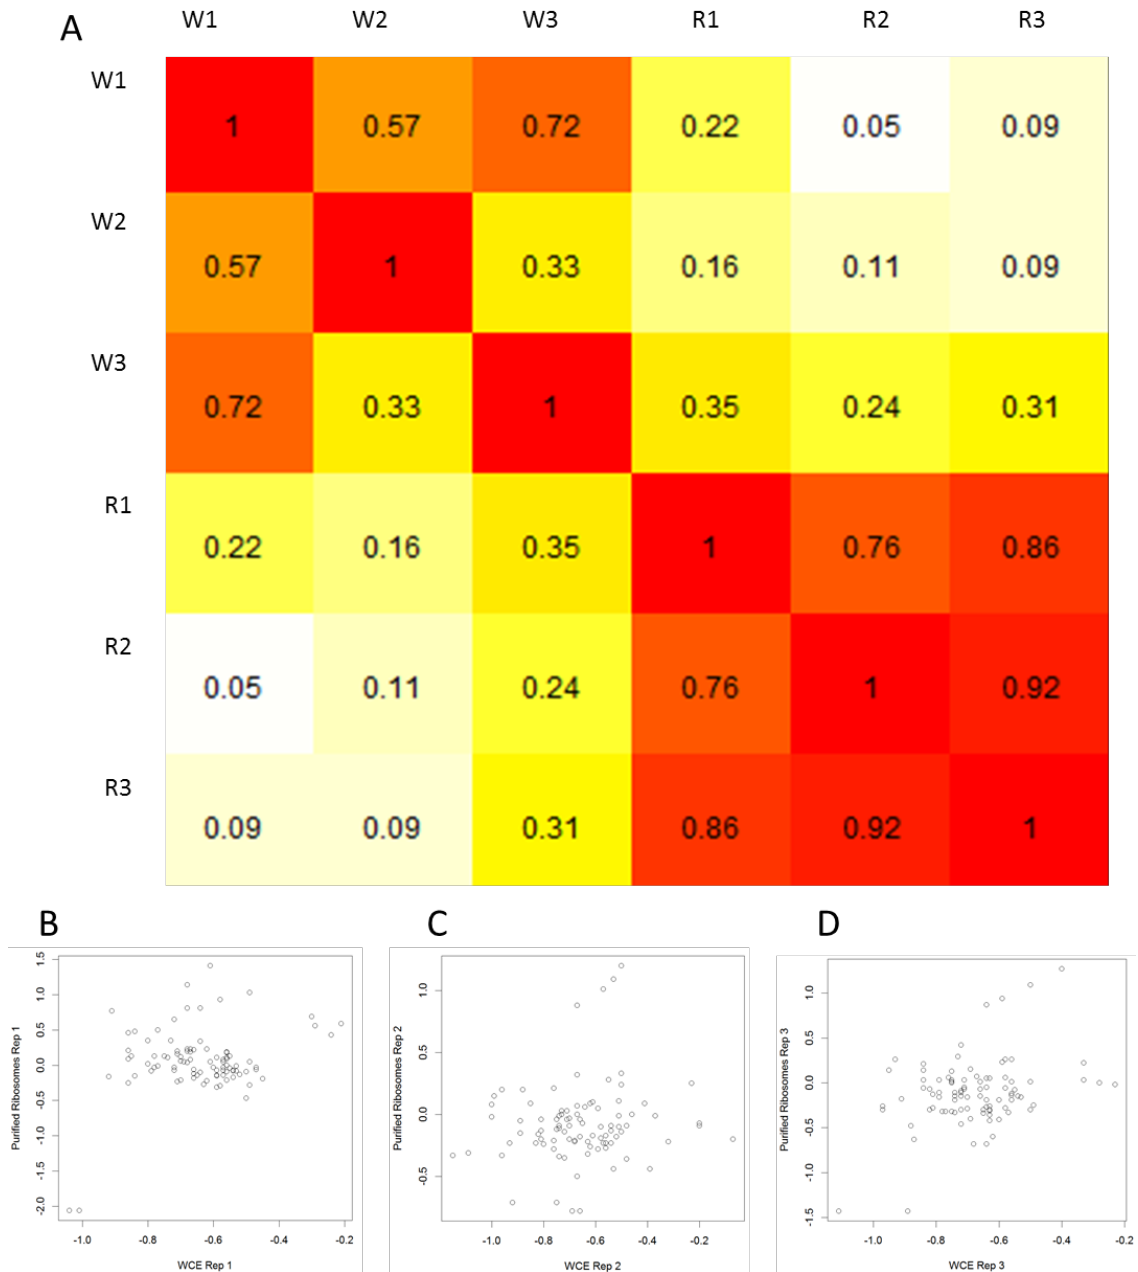 A
W1 W2 W3 R1 R2 R3
W1 1 0.57 0.72 0.22 0.05 0.09
W2 0.57 1 0.33 0.16 0.11 0.09
W3 0.72 0.33 1 0.35 0.24 0.31
R1 0.22 0.16 0.35 1 0.76 0.86
R2 0.05 0.11 0.24 0.76 1 0.92
R3 0.09 0.09 0.31 0.86 0.92 1
B
1.5
1.0
0.5
0.0
-0.5
-1.0
-1.5
-2.0
Purified Ribosomes Rep 1
-1.0 -0.8 -0.6 -0.4 -0.2
WCE Rep 1
C
1.0
0.5
0.0
-0.5
Purified Ribosomes Rep 2
-1.0 -0.8 -0.6 -0.4 -0.2
WCE Rep 2
D
1.0
0.5
0.0
-0.5
-1.0
-1.5
Purified Ribosomes Rep 3
-1.0 -0.8 -0.6 -0.4 -0.2
WCE Rep 3